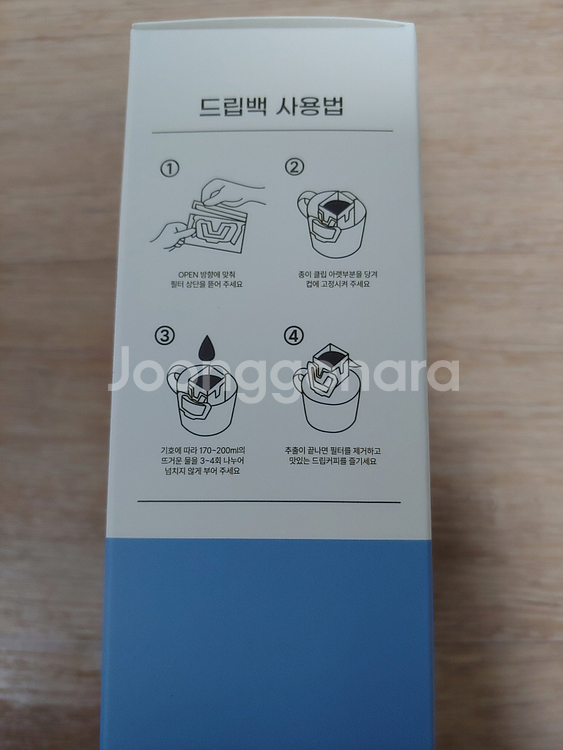 드립백 사용법
①
OPEN 방향에 맞춰
필터 상단을 뜯어 주세요
②
종이 클립 아랫부분을 당겨
컵에 고정시켜 주세요
③
기호에 따라 170~200ml의
뜨거운 물을 3~4회 나누어
넘치지 않게 부어 주세요
④
추출이 끝나면 필터를 제거하고
맛있는 드립커피를 즐기세요
Joonggonara